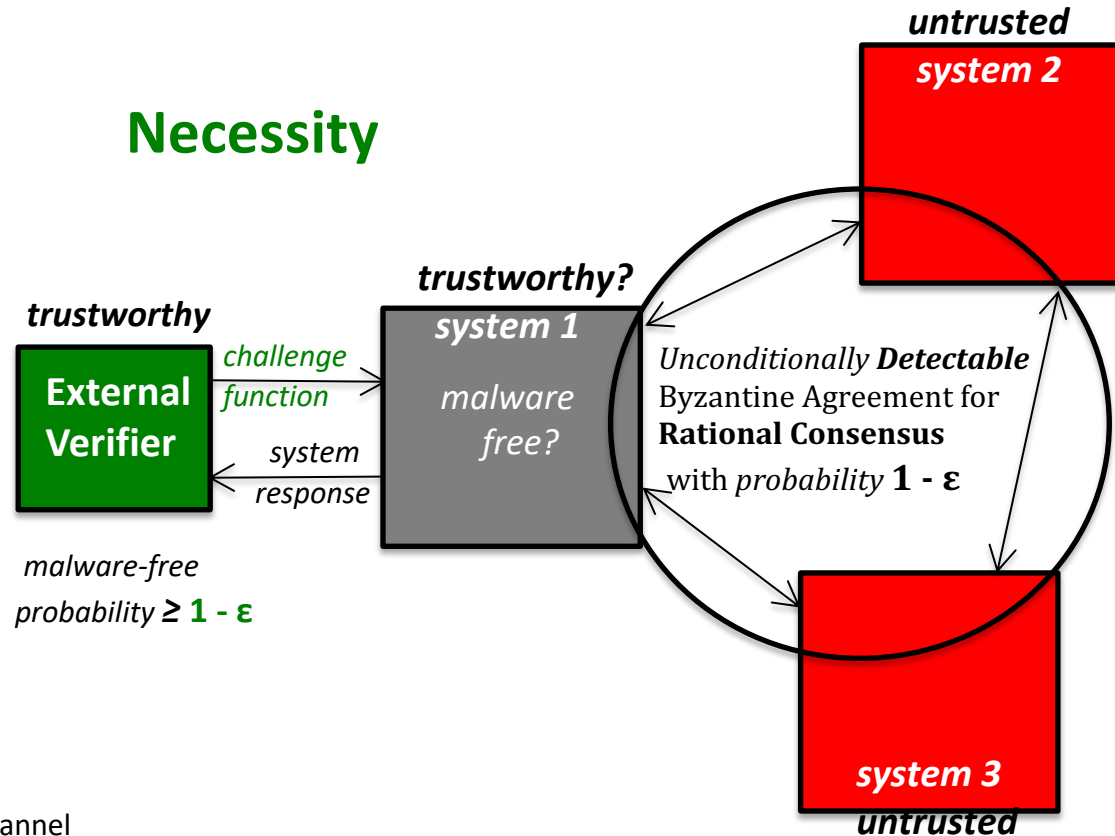 untrusted
system 2
Necessity
trustworthy?
system 1
malware
free?
trustworthy
External
Verifier
challenge
function
system
response
malware-free
probability ≥ 1 - ε
Unconditionally Detectable
Byzantine Agreement for
Rational Consensus
with probability 1 - ε
system 3
untrusted
annel